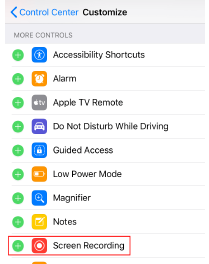 Control Center Customize
MORE CONTROLS
Accessibility Shortcuts
Alarm
tv Apple TV Remote
Do Not Disturb While Driving
Guided Access
Low Power Mode
Magnifier
Notes
Screen Recording